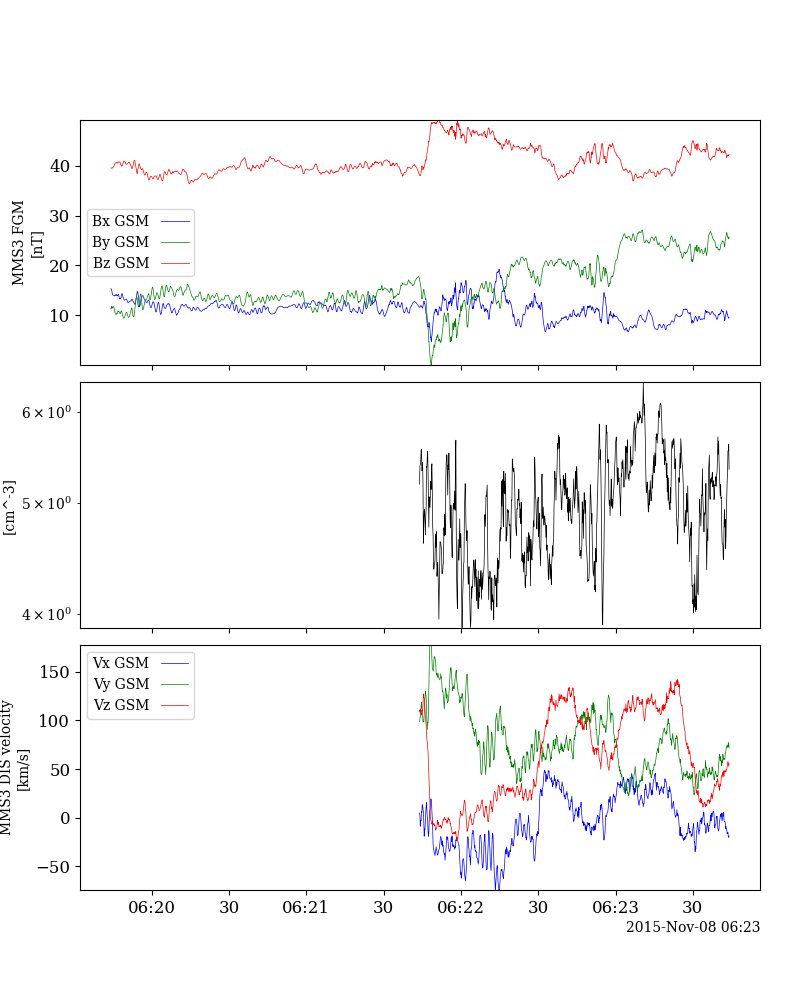 MMS3 FGM
[nT]
40
30
20
10
Bx GSM
By GSM
Bz GSM
[cm^-3]
6 × 10⁰
5 × 10⁰
4 × 10⁰
MMS3 DIS velocity
[km/s]
150
100
50
0
−50
Vx GSM
Vy GSM
Vz GSM
06:20 30 06:21 30 06:22 30 06:23 30
2015-Nov-08 06:23